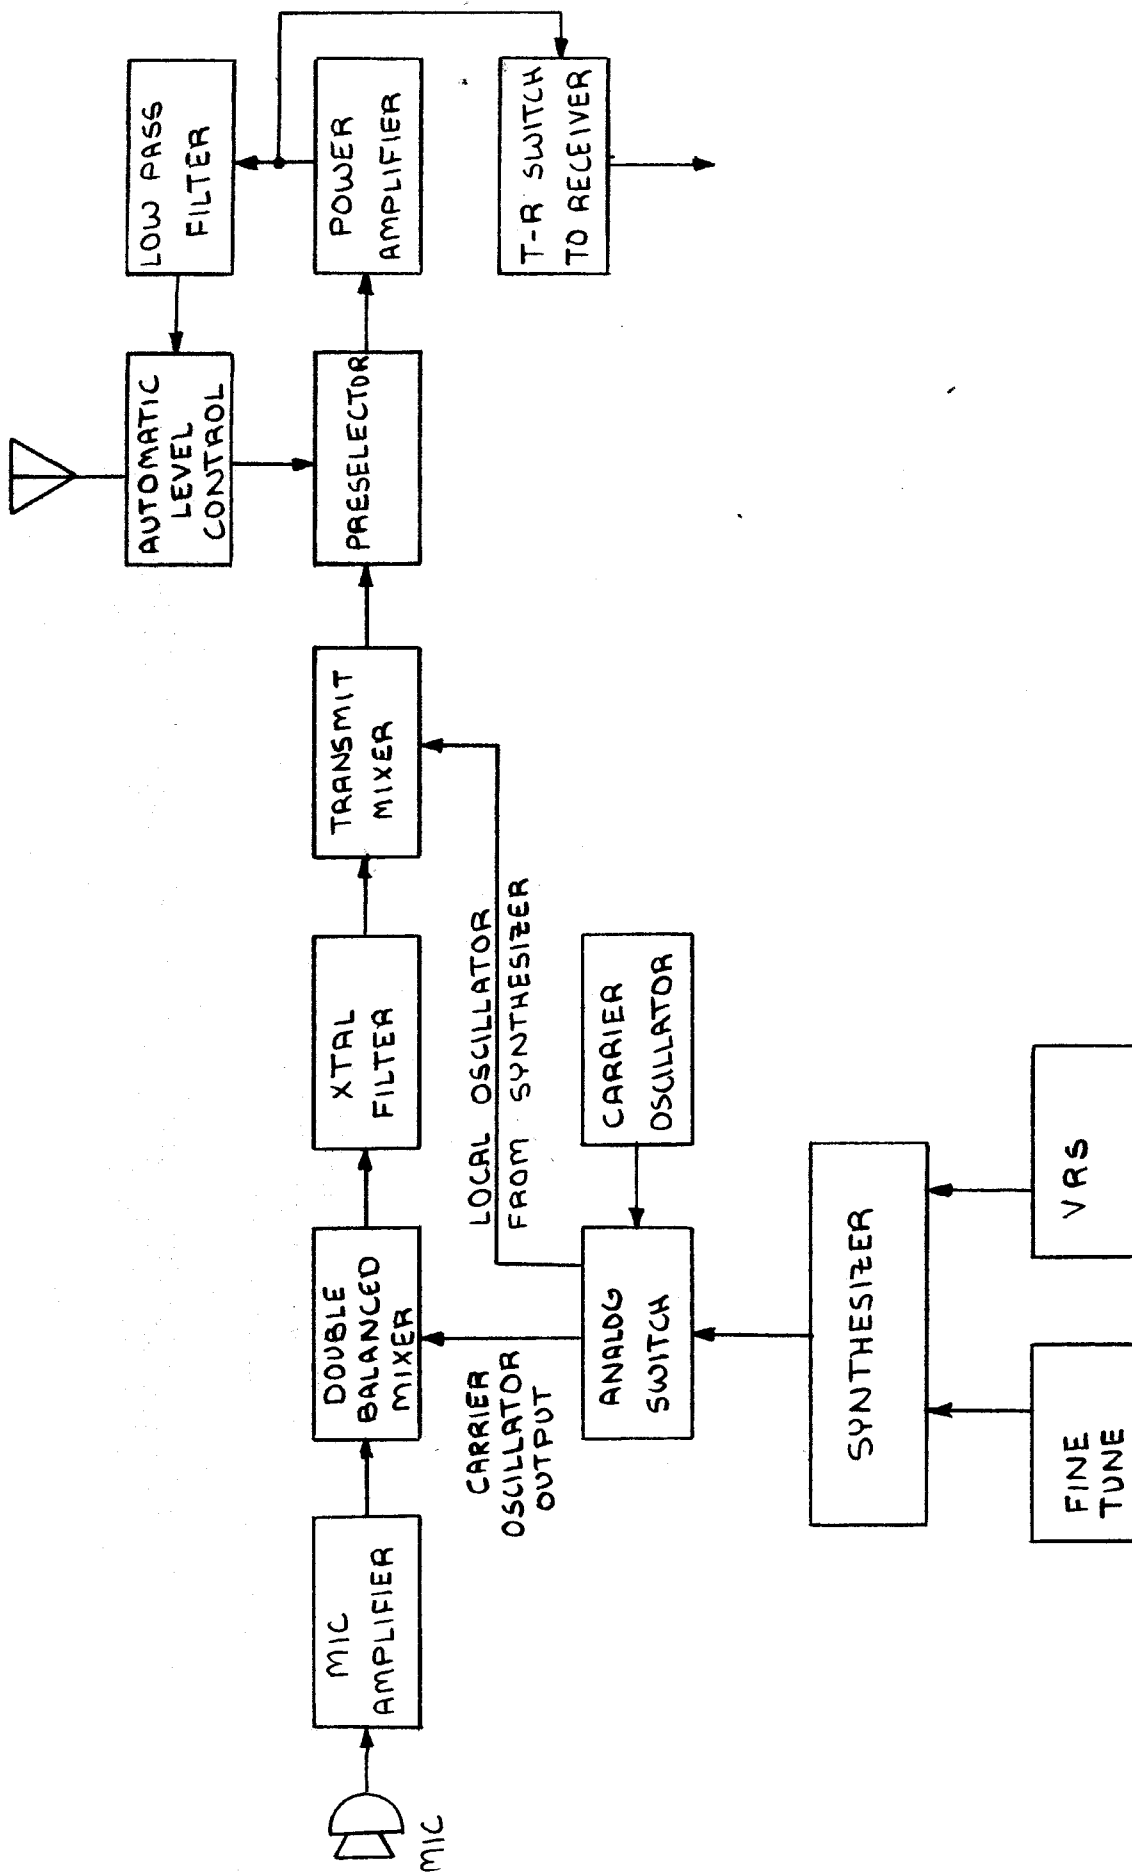 MIC
MIC
AMPLIFIER
DOUBLE
BALANCED
MIXER
XTAL
FILTER
TRANSMIT
MIXER
PRESELECTOR
POWER
AMPLIFIER
AUTOMATIC
LEVEL
CONTROL
LOW PASS
FILTER
T-R SWITCH
TO RECEIVER
CARRIER
OSCILLATOR
OUTPUT
LOCAL OSCILLATOR
FROM SYNTHESIZER
ANALOG
SWITCH
CARRIER
OSCILLATOR
SYNTHESIZER
FINE
TUNE
VRS